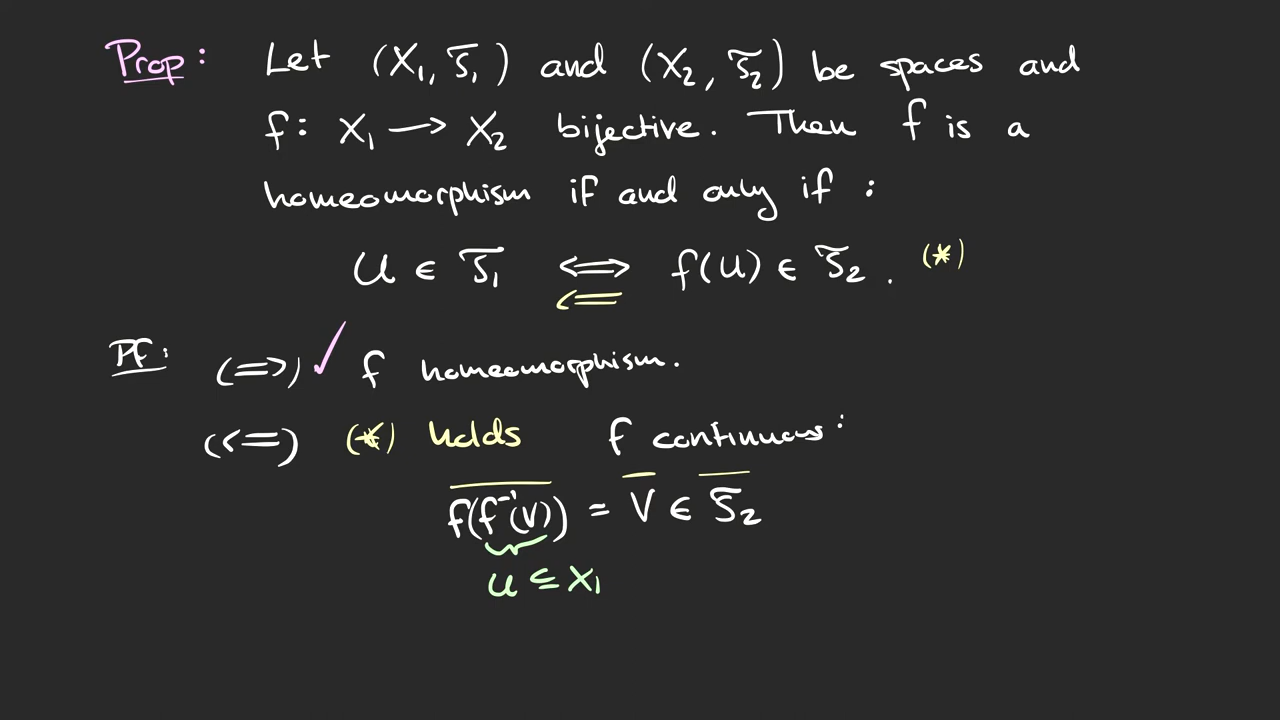 Prop: Let (X₁, 𝒯₁) and (X₂, 𝒯₂) be spaces and
f: X₁ → X₂ bijective. Then f is a
homeomorphism if and only if:
U ∈ 𝒯₁ ⟺ f(U) ∈ 𝒯₂. (*)
⟸
Pf: (⇒) ✓ f homeomorphism.
(⇐) (*) holds f continuous:
f(f⁻¹(V)) = V ∈ 𝒯₂
U ⊆ X₁